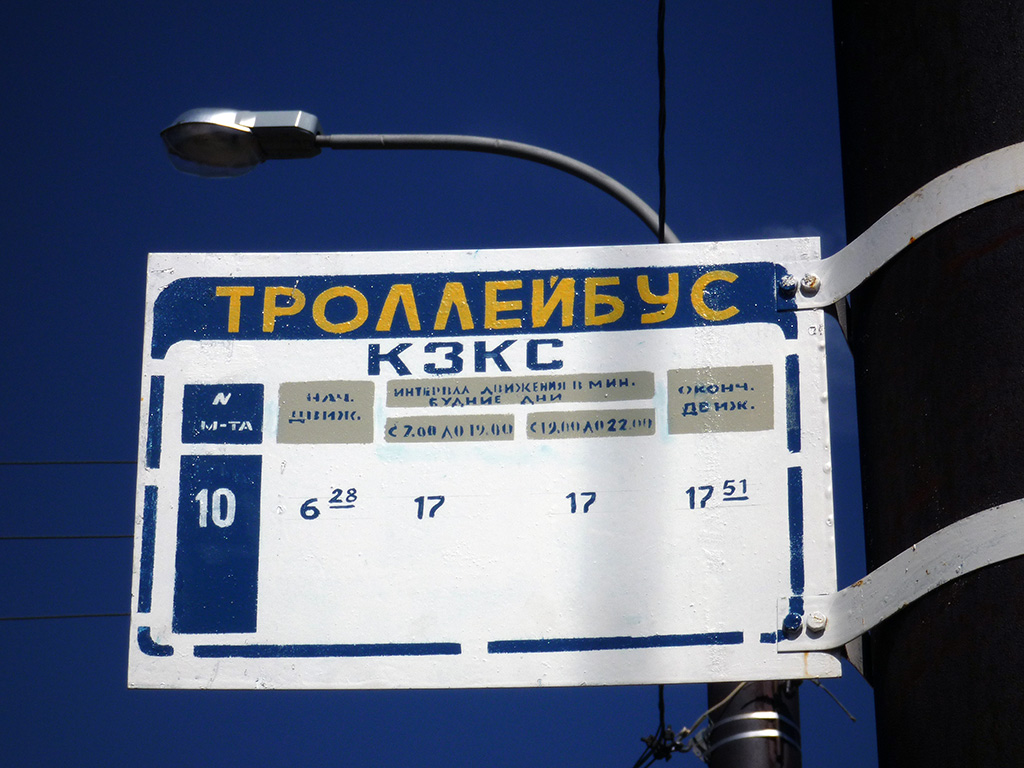 ТРОЛЛЕЙБУС
КЗКС
N
М-ТА
НАЧ.
ДВИЖ.
ИНТЕРВАЛ ДВИЖЕНИЯ В МИН.
БУДНИЕ ДНИ
С 7.00 ДО 19.00
С 19.00 ДО 22.00
ОКОНЧ.
ДВИЖ.
10
6 28
17
17
17 51